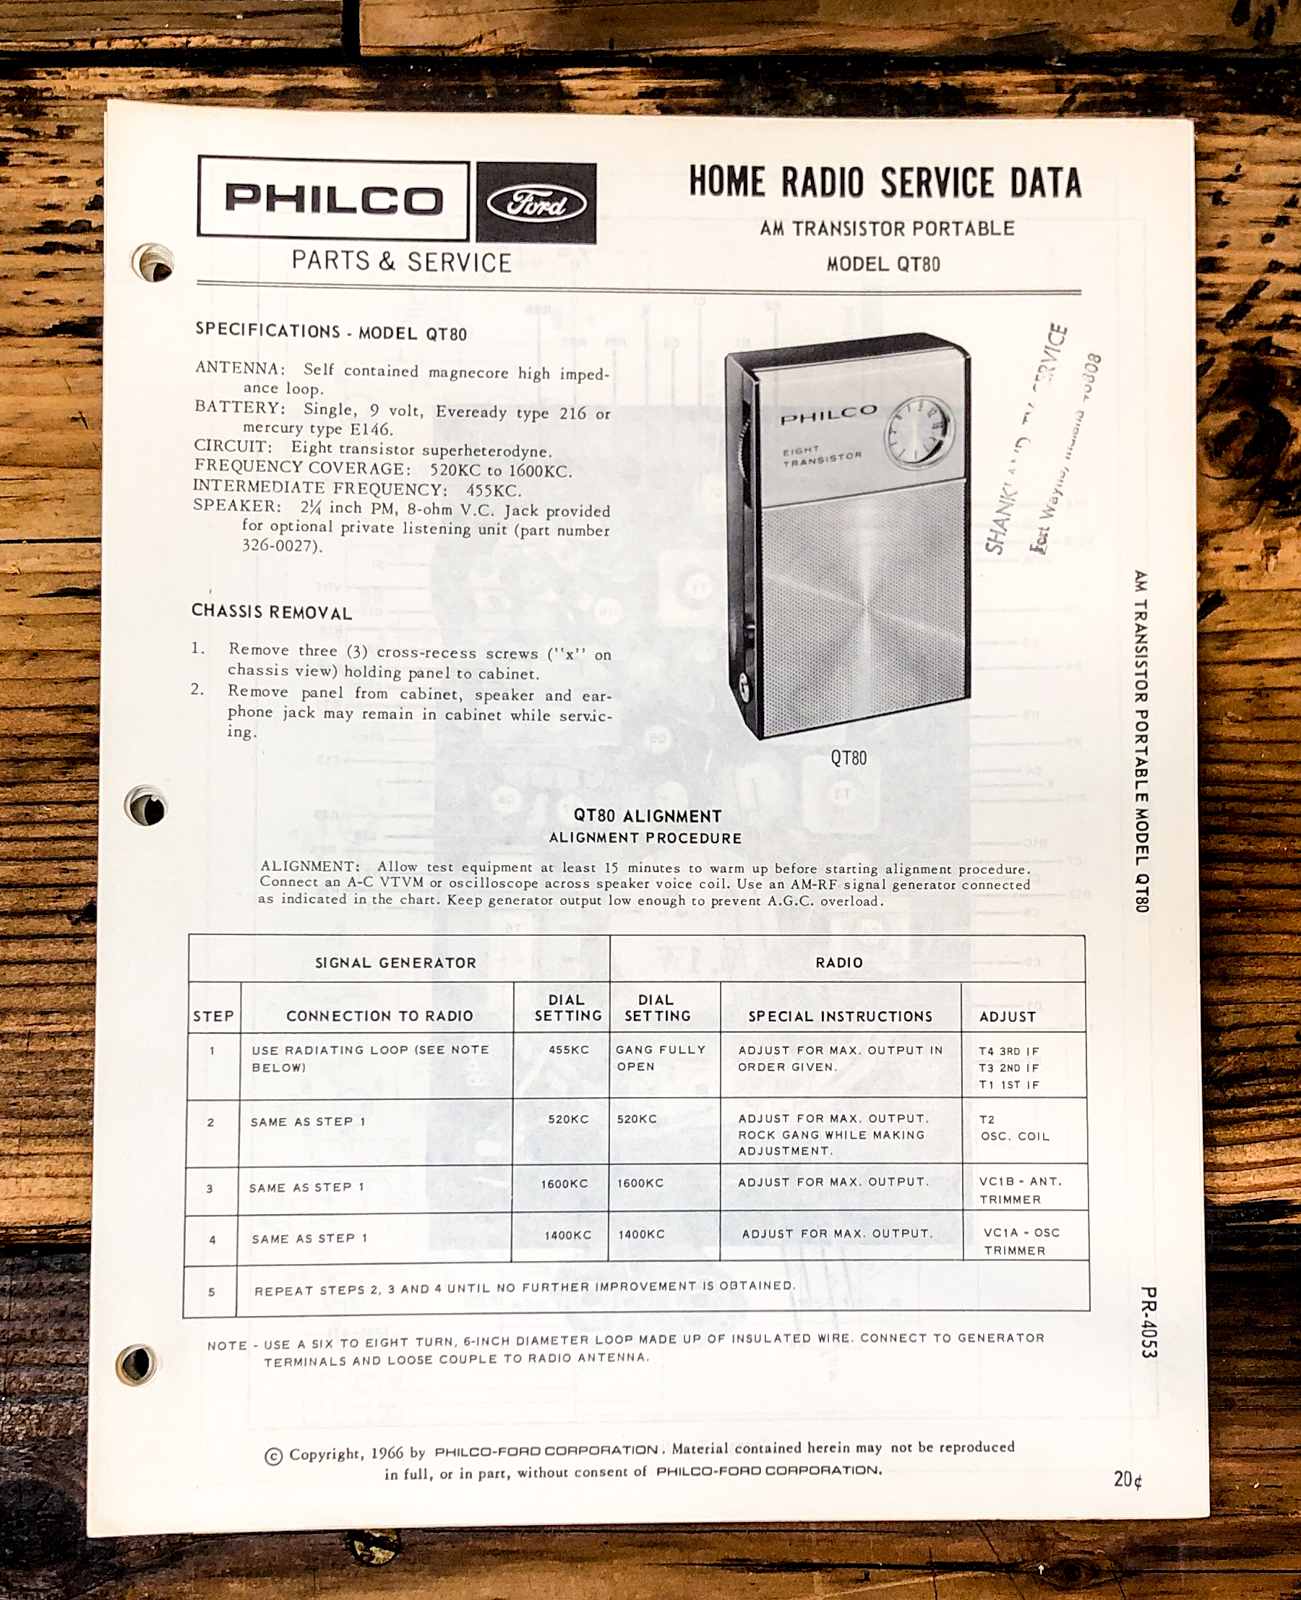 PHILCO
Ford
PARTS & SERVICE
HOME RADIO SERVICE DATA
AM TRANSISTOR PORTABLE
MODEL QT80
SPECIFICATIONS - MODEL QT80
ANTENNA: Self contained magnecore high imped-
ance loop.
BATTERY: Single, 9 volt, Eveready type 216 or
mercury type E146.
CIRCUIT: Eight transistor superheterodyne.
FREQUENCY COVERAGE: 520KC to 1600KC.
INTERMEDIATE FREQUENCY: 455KC.
SPEAKER: 2¼ inch PM, 8-ohm V.C. Jack provided
for optional private listening unit (part number
326-0027).
CHASSIS REMOVAL
1. Remove three (3) cross-recess screws ("x" on
chassis view) holding panel to cabinet.
2. Remove panel from cabinet, speaker and ear-
phone jack may remain in cabinet while servic-
ing.
PHILCO
EIGHT
TRANSISTOR
QT80
SERVICE
Fort Wayne, Indiana
QT80 ALIGNMENT
ALIGNMENT PROCEDURE
ALIGNMENT: Allow test equipment at least 15 minutes to warm up before starting alignment procedure.
Connect an A-C VTVM or oscilloscope across speaker voice coil. Use an AM-RF signal generator connected
as indicated in the chart. Keep generator output low enough to prevent A.G.C. overload.
SIGNAL GENERATOR RADIO
STEP CONNECTION TO RADIO DIAL SETTING DIAL SETTING SPECIAL INSTRUCTIONS ADJUST
1 USE RADIATING LOOP (SEE NOTE 455KC GANG FULLY ADJUST FOR MAX. OUTPUT IN T4 3RD IF
BELOW) OPEN ORDER GIVEN. T3 2ND IF
T1 1ST IF
2 SAME AS STEP 1 520KC 520KC ADJUST FOR MAX. OUTPUT. T2
ROCK GANG WHILE MAKING OSC. COIL
ADJUSTMENT.
3 SAME AS STEP 1 1600KC 1600KC ADJUST FOR MAX. OUTPUT. VC1B - ANT.
TRIMMER
4 SAME AS STEP 1 1400KC 1400KC ADJUST FOR MAX. OUTPUT. VC1A - OSC
TRIMMER
5 REPEAT STEPS 2, 3 AND 4 UNTIL NO FURTHER IMPROVEMENT IS OBTAINED.
NOTE - USE A SIX TO EIGHT TURN, 6-INCH DIAMETER LOOP MADE UP OF INSULATED WIRE. CONNECT TO GENERATOR
TERMINALS AND LOOSE COUPLE TO RADIO ANTENNA.
© Copyright, 1966 by PHILCO-FORD CORPORATION. Material contained herein may not be reproduced
in full, or in part, without consent of PHILCO-FORD CORPORATION.
20¢
AM TRANSISTOR PORTABLE MODEL QT80
PR-4053